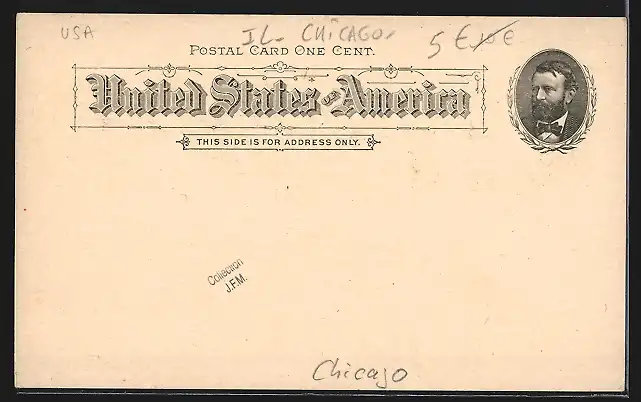 USA
IL- CHICAGO-
5 €
POSTAL CARD ONE CENT.
United States of America
THIS SIDE IS FOR ADDRESS ONLY.
Collection
J.F.M.
Chicago